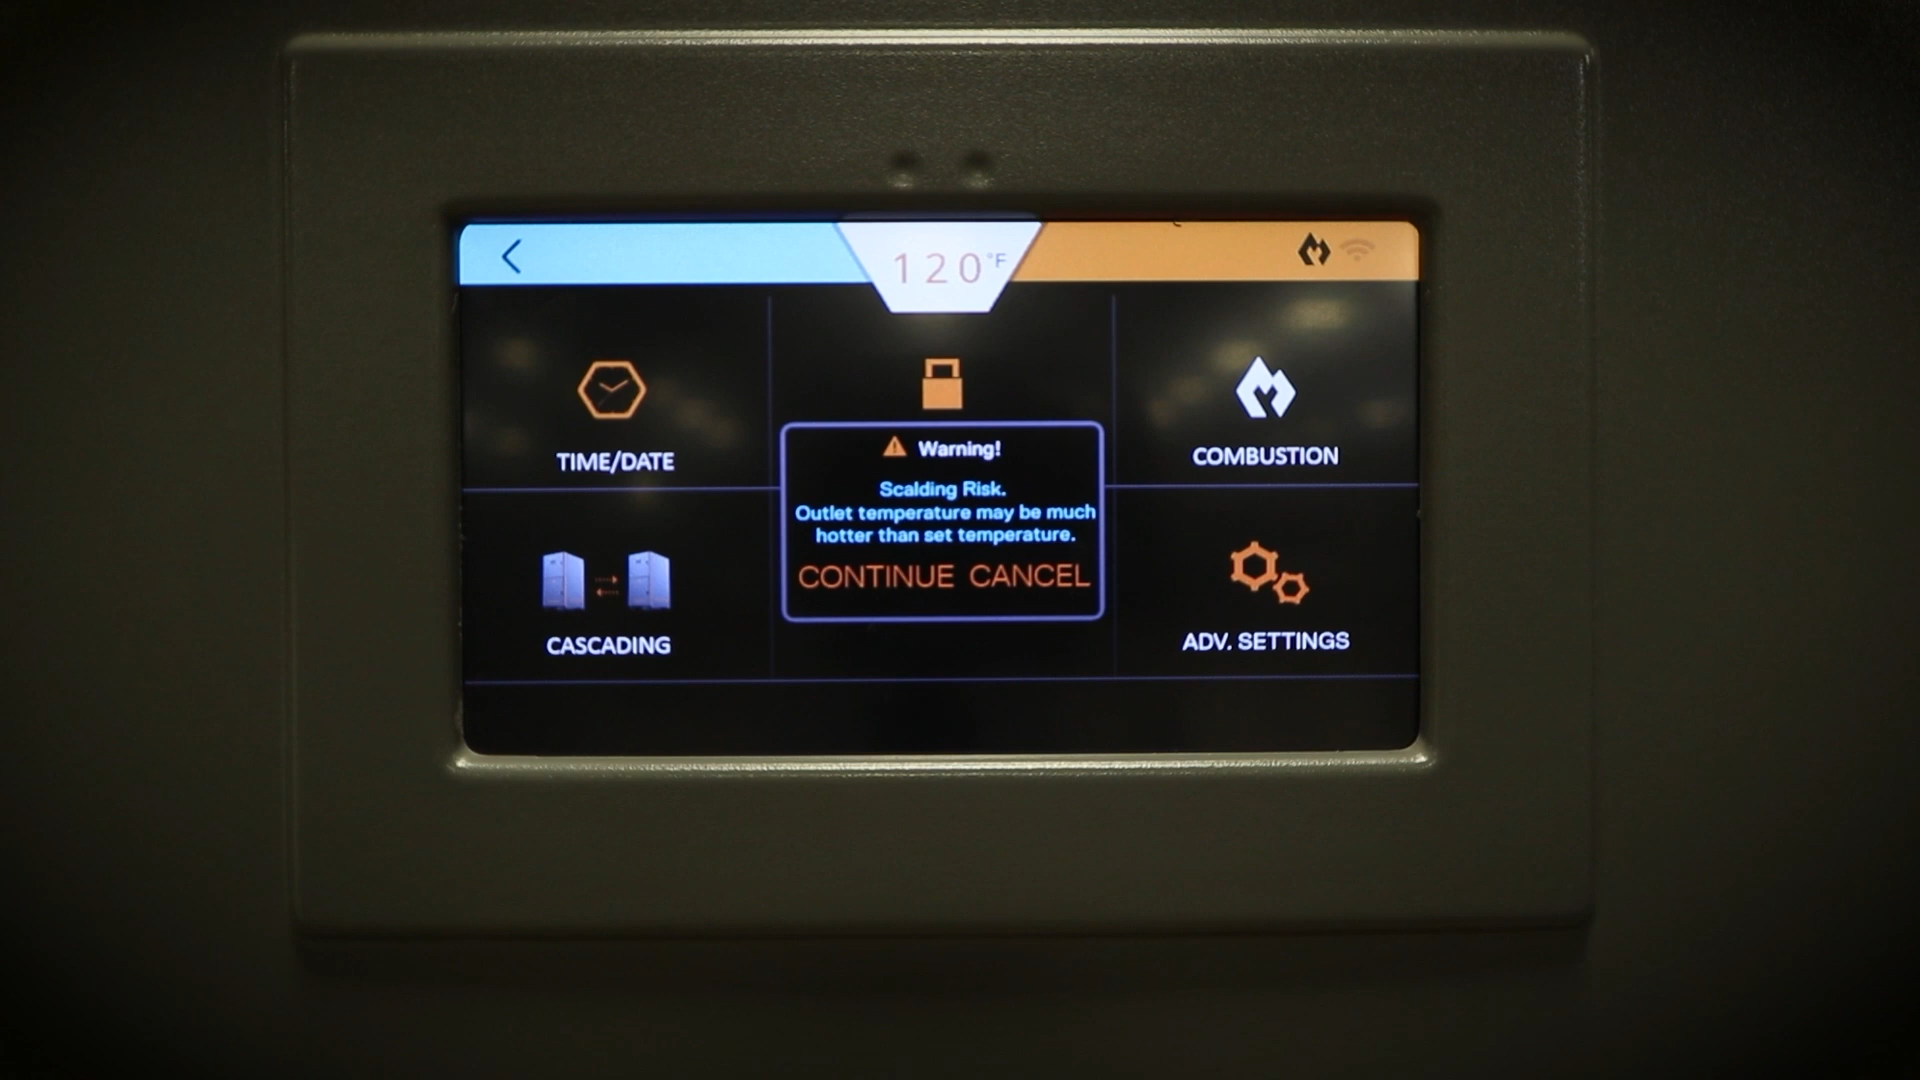 120°F
TIME/DATE
COMBUSTION
Warning!
Scalding Risk.
Outlet temperature may be much
hotter than set temperature.
CONTINUE CANCEL
CASCADING
ADV. SETTINGS